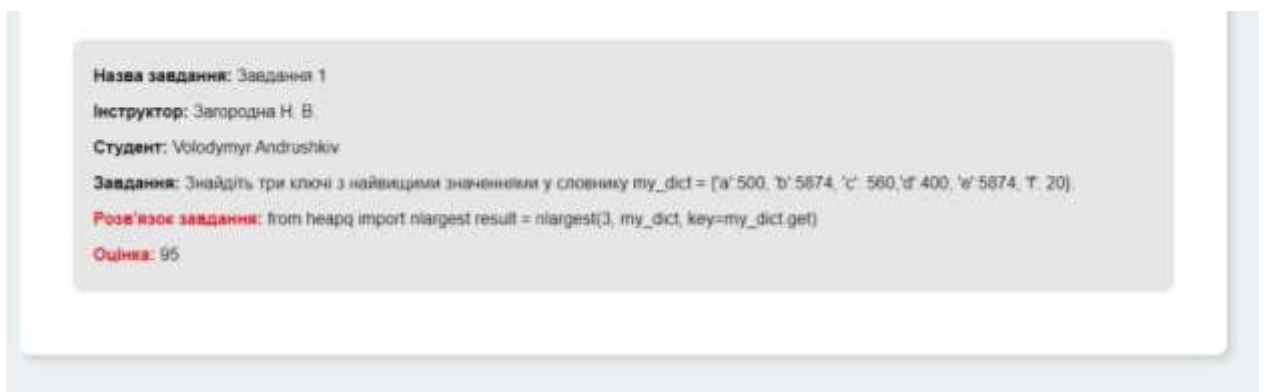 Назва завдання: Завдання 1
Інструктор: Загородна Н. В.
Студент: Volodymyr Andrushkiv
Завдання: Знайдіть три ключі з найвищими значеннями у словнику my_dict = {'a':500, 'b':5874, 'c': 560,'d':400, 'e':5874, 'f': 20}.
Розв'язок завдання: from heapq import nlargest result = nlargest(3, my_dict, key=my_dict.get)
Оцінка: 95